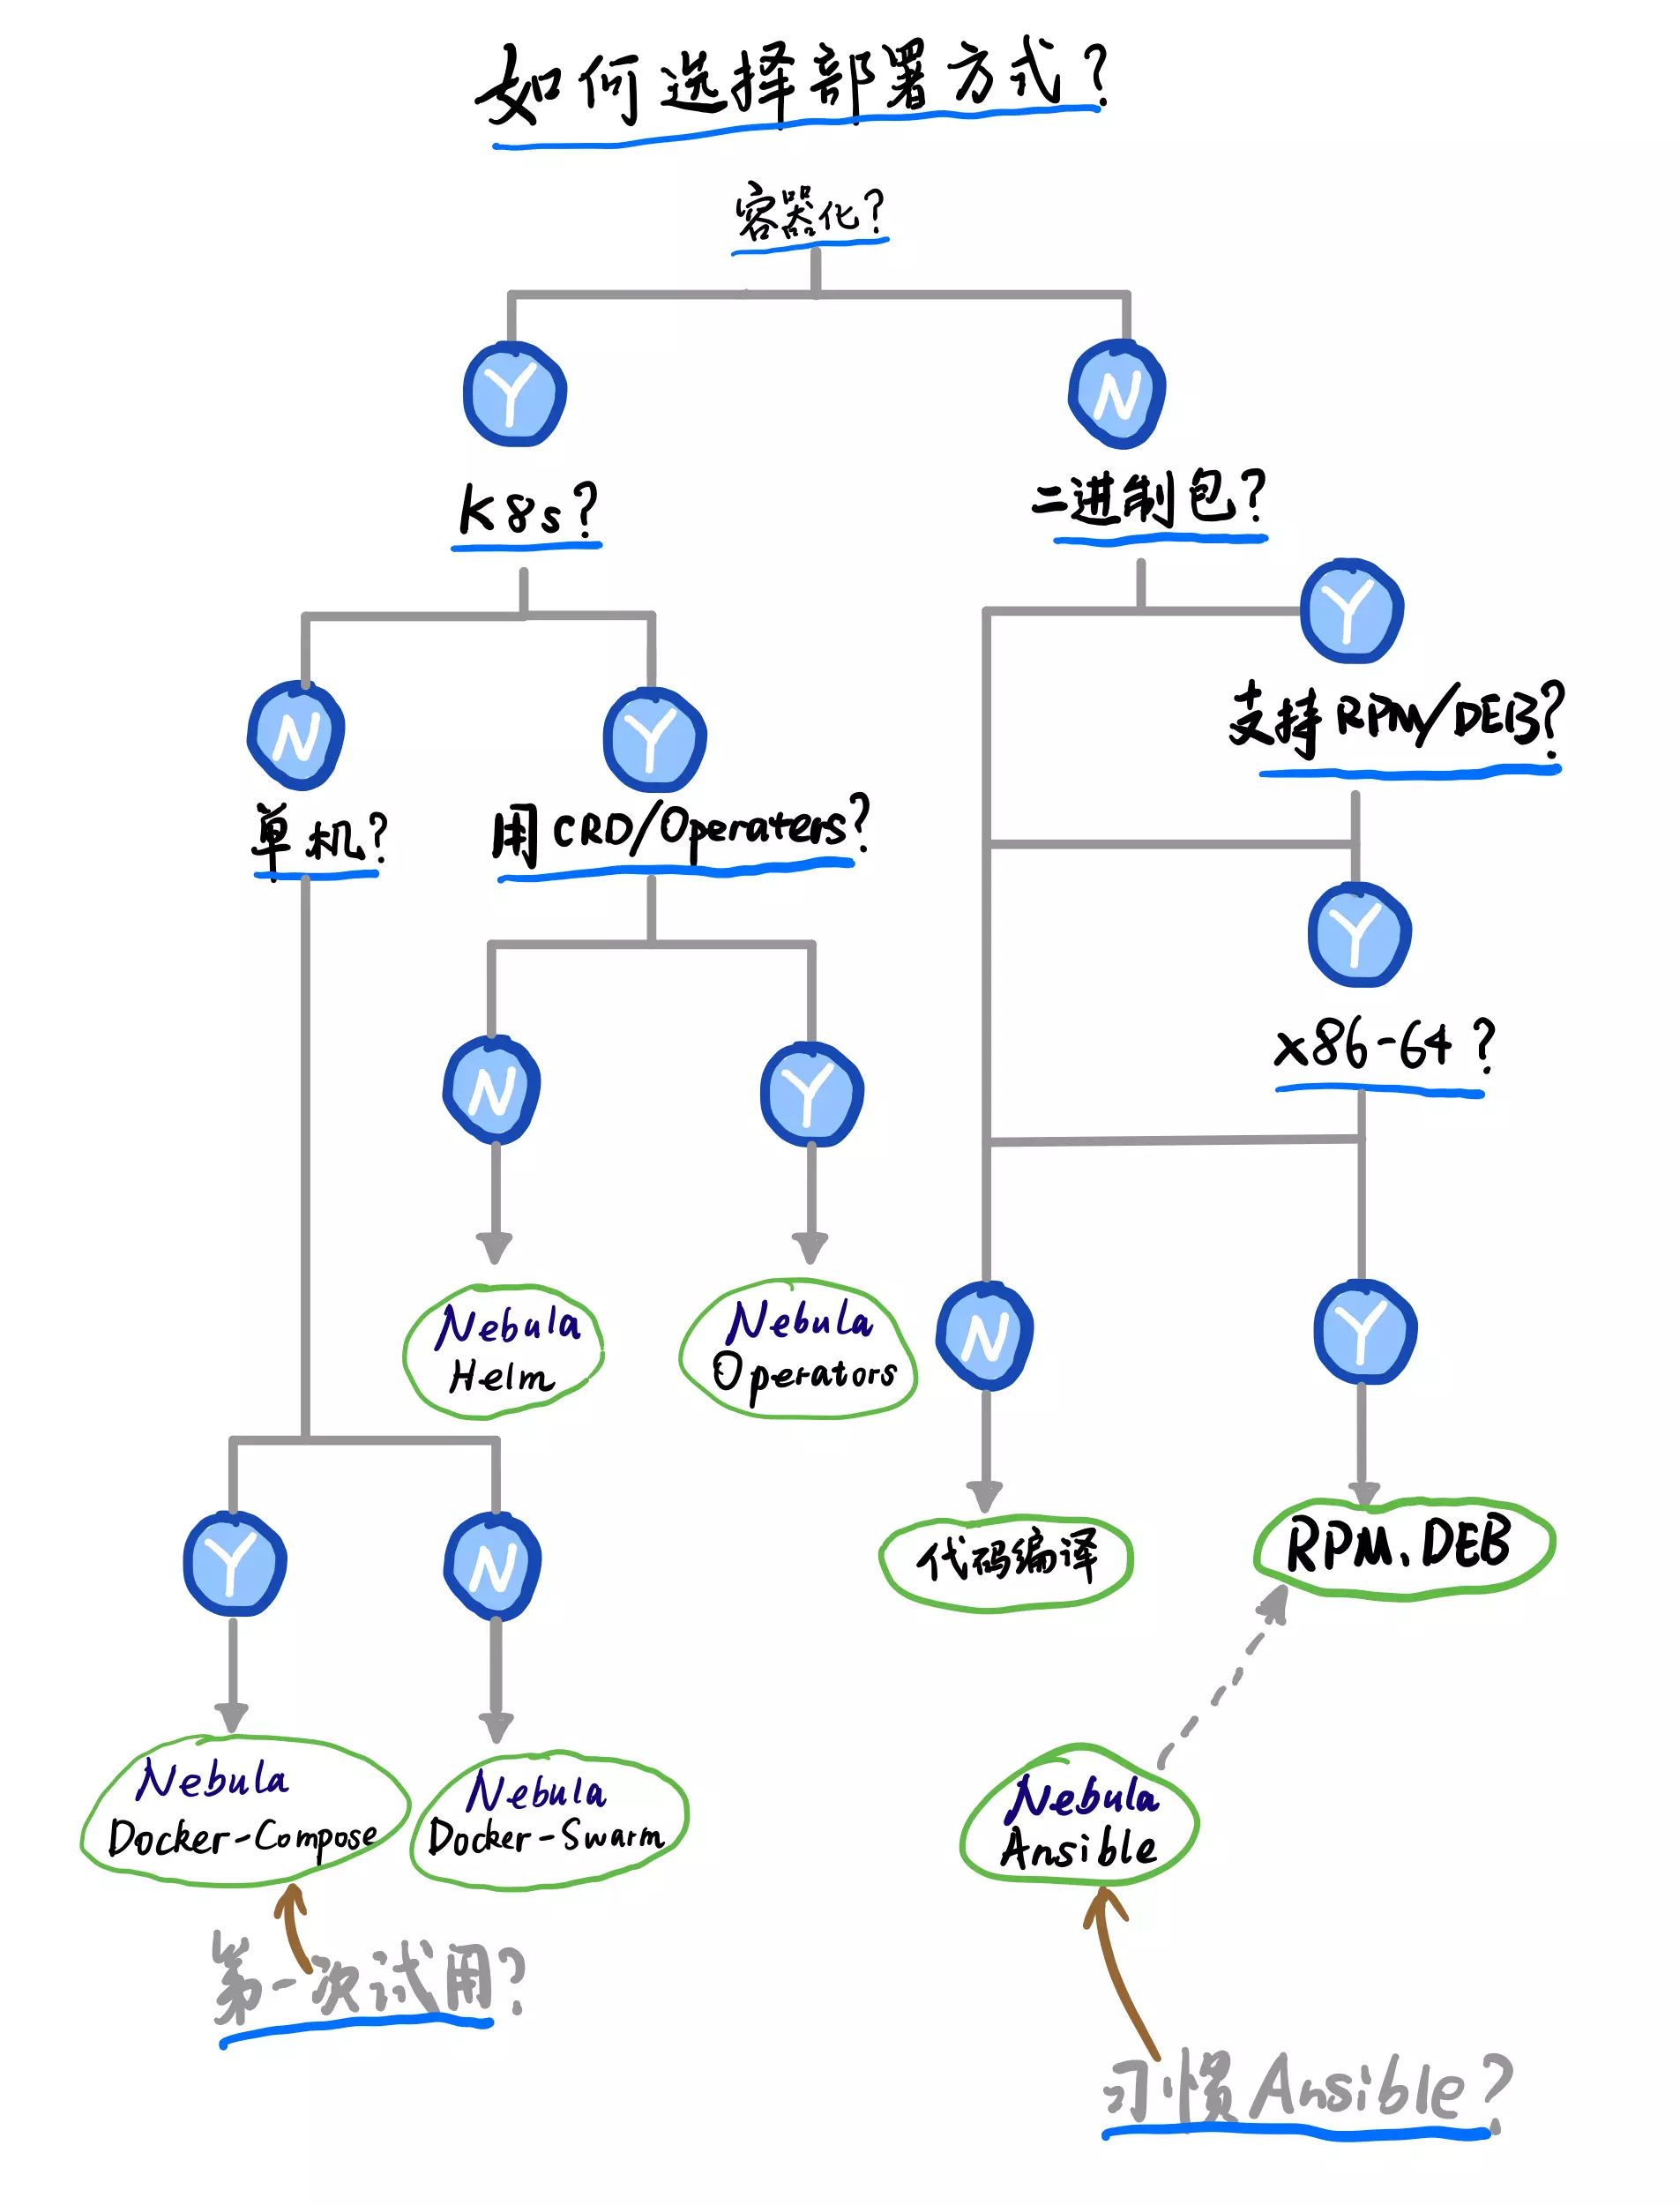 如何选择部署方式?
容器化?
Y
N
K8s?
二进制包?
Y
N
Y
支持RPM/DEB?
单机?
用CRD/Operaters?
Y
N
Y
x86-64?
N
Y
Nebula
Helm
Nebula
Operators
Y
N
代码编译
RPM、DEB
Nebula
Docker-Compose
Nebula
Docker-Swarm
Nebula
Ansible
第一次试用?
习惯Ansible?